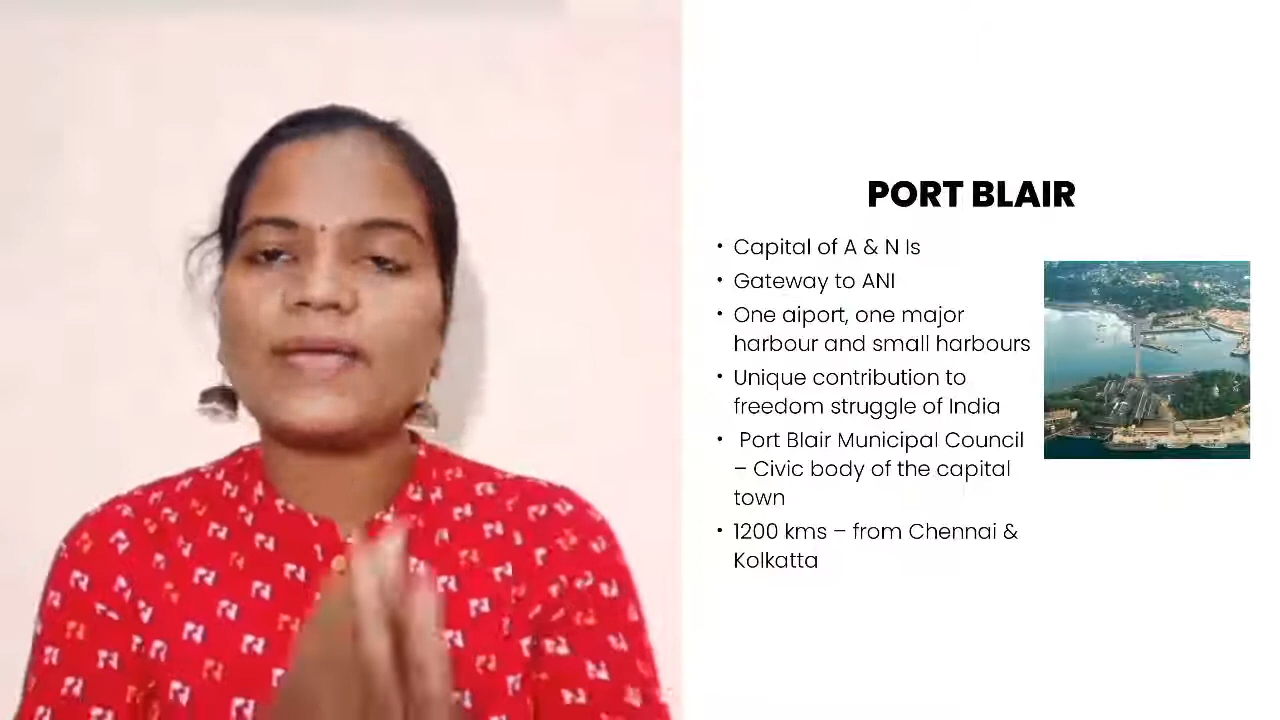 PORT BLAIR
• Capital of A & N Is
• Gateway to ANI
• One aiport, one major
harbour and small harbours
• Unique contribution to
freedom struggle of India
• Port Blair Municipal Council
– Civic body of the capital
town
• 1200 kms – from Chennai &
Kolkatta